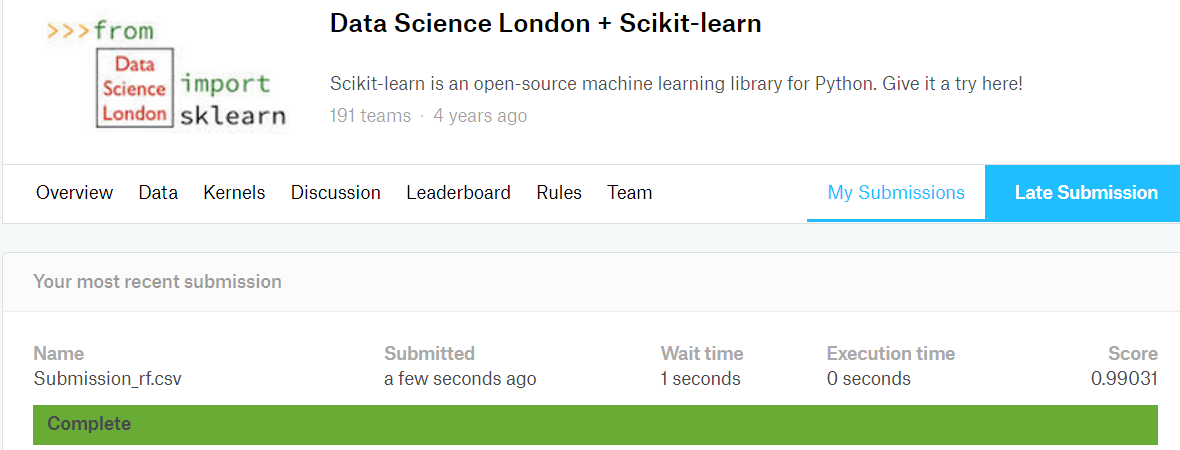 >>>from
Data
Science
London
import
sklearn
Data Science London + Scikit-learn
Scikit-learn is an open-source machine learning library for Python. Give it a try here!
191 teams · 4 years ago
Overview Data Kernels Discussion Leaderboard Rules Team My Submissions Late Submission
Your most recent submission
Name Submitted Wait time Execution time Score
Submission_rf.csv a few seconds ago 1 seconds 0 seconds 0.99031
Complete